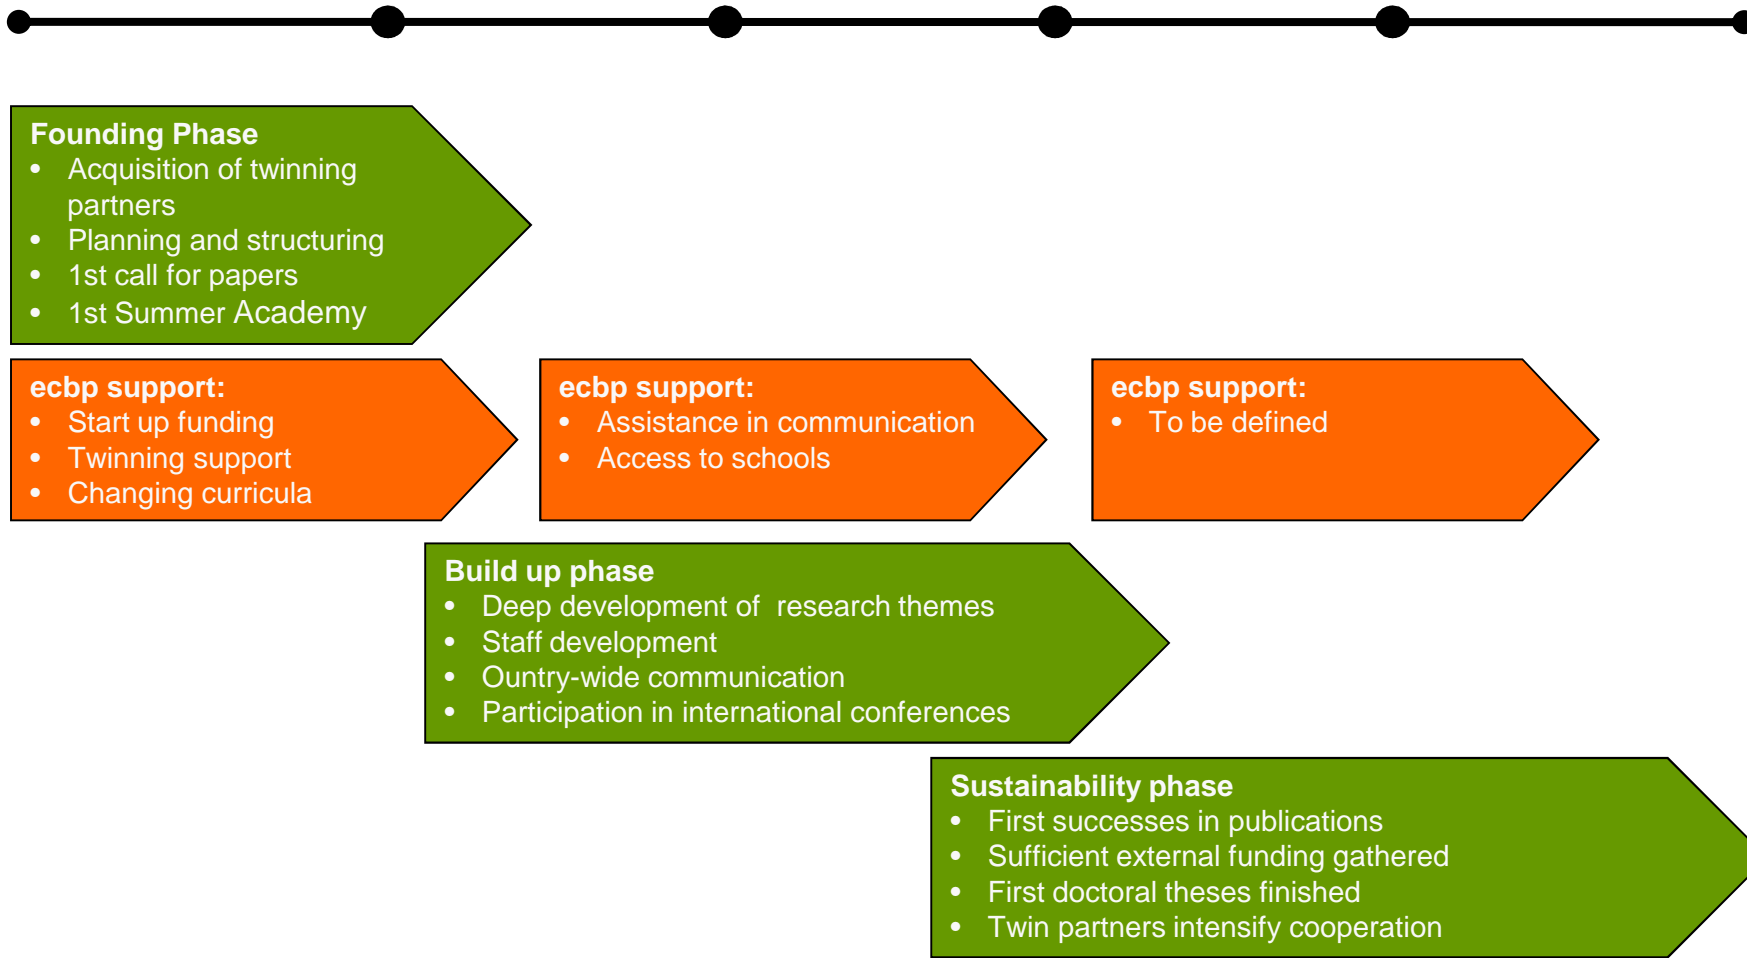 Founding Phase
• Acquisition of twinning
partners
• Planning and structuring
• 1st call for papers
• 1st Summer Academy
ecbp support:
• Start up funding
• Twinning support
• Changing curricula
ecbp support:
• Assistance in communication
• Access to schools
ecbp support:
• To be defined
Build up phase
• Deep development of  research themes
• Staff development
• Ountry-wide communication
• Participation in international conferences
Sustainability phase
• First successes in publications
• Sufficient external funding gathered
• First doctoral theses finished
• Twin partners intensify cooperation